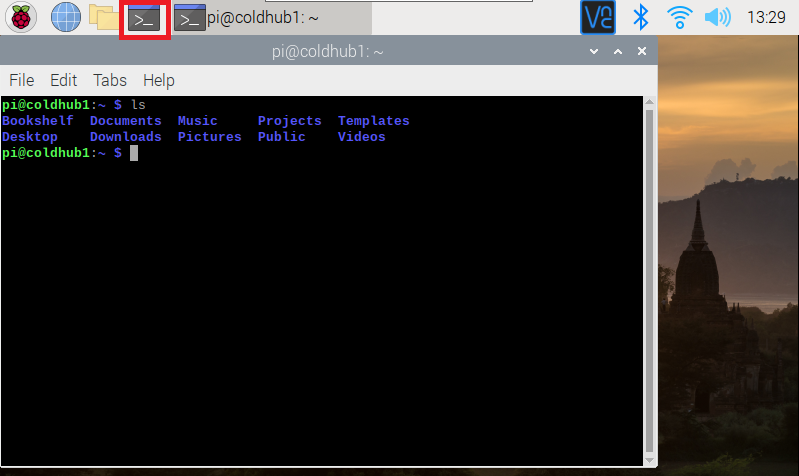 >_ >_ pi@coldhub1: ~ VNC 13:29
pi@coldhub1: ~
File Edit Tabs Help
pi@coldhub1:~ $ ls
Bookshelf Documents Music Projects Templates
Desktop Downloads Pictures Public Videos
pi@coldhub1:~ $